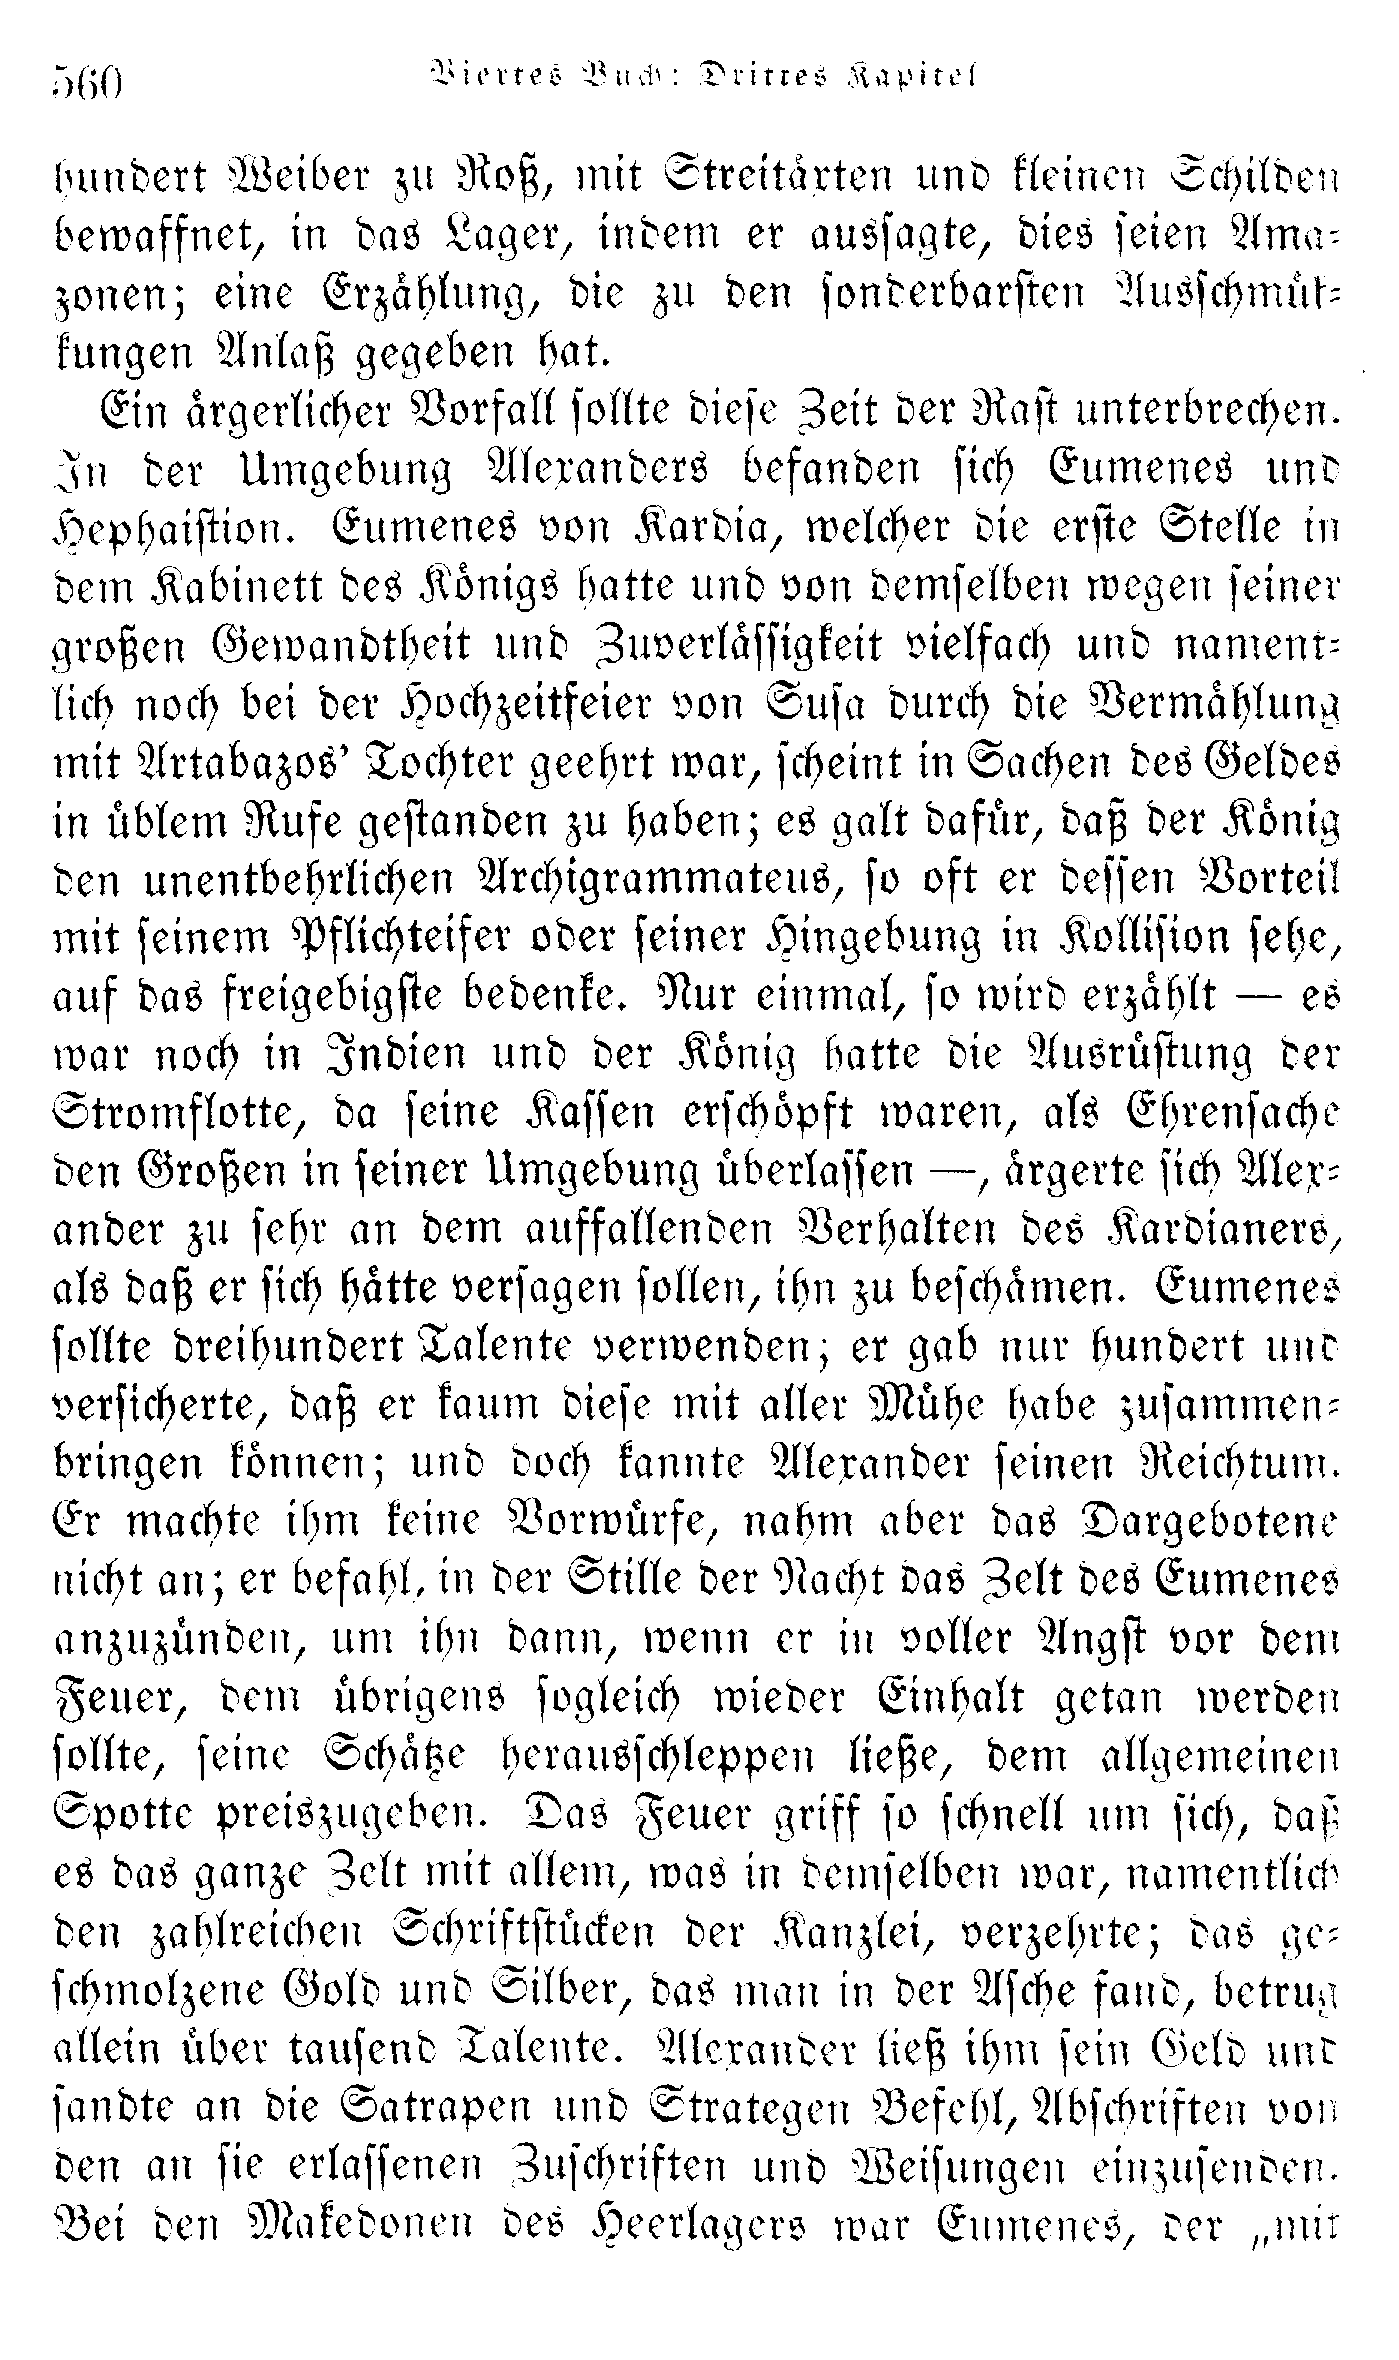 560
Viertes Buch: Drittes Kapitel
hundert Weiber zu Roß, mit Streitäxten und kleinen Schilden
bewaffnet, in das Lager, indem er aussagte, dies seien Ama-
zonen; eine Erzählung, die zu den sonderbarsten Ausschmük-
kungen Anlaß gegeben hat.
Ein ärgerlicher Vorfall sollte diese Zeit der Rast unterbrechen.
In der Umgebung Alexanders befanden sich Eumenes und
Hephaistion. Eumenes von Kardia, welcher die erste Stelle in
dem Kabinett des Königs hatte und von demselben wegen seiner
großen Gewandtheit und Zuverlässigkeit vielfach und nament-
lich noch bei der Hochzeitfeier von Susa durch die Vermählung
mit Artabazos' Tochter geehrt war, scheint in Sachen des Geldes
in üblem Rufe gestanden zu haben; es galt dafür, daß der König
den unentbehrlichen Archigrammateus, so oft er dessen Vorteil
mit seinem Pflichteifer oder seiner Hingebung in Kollision sehe,
auf das freigebigste bedenke. Nur einmal, so wird erzählt — es
war noch in Indien und der König hatte die Ausrüstung der
Stromflotte, da seine Kassen erschöpft waren, als Ehrensache
den Großen in seiner Umgebung überlassen —, ärgerte sich Alex-
ander zu sehr an dem auffallenden Verhalten des Kardianers,
als daß er sich hätte versagen sollen, ihn zu beschämen. Eumenes
sollte dreihundert Talente verwenden; er gab nur hundert und
versicherte, daß er kaum diese mit aller Mühe habe zusammen-
bringen können; und doch kannte Alexander seinen Reichtum.
Er machte ihm keine Vorwürfe, nahm aber das Dargebotene
nicht an; er befahl, in der Stille der Nacht das Zelt des Eumenes
anzuzünden, um ihn dann, wenn er in voller Angst vor dem
Feuer, dem übrigens sogleich wieder Einhalt getan werden
sollte, seine Schätze herausschleppen ließe, dem allgemeinen
Spotte preiszugeben. Das Feuer griff so schnell um sich, daß
es das ganze Zelt mit allem, was in demselben war, namentlich
den zahlreichen Schriftstücken der Kanzlei, verzehrte; das ge-
schmolzene Gold und Silber, das man in der Asche fand, betrug
allein über tausend Talente. Alexander ließ ihm sein Geld und
sandte an die Satrapen und Strategen Befehl, Abschriften von
den an sie erlassenen Zuschriften und Weisungen einzusenden.
Bei den Makedonen des Heerlagers war Eumenes, der „mit